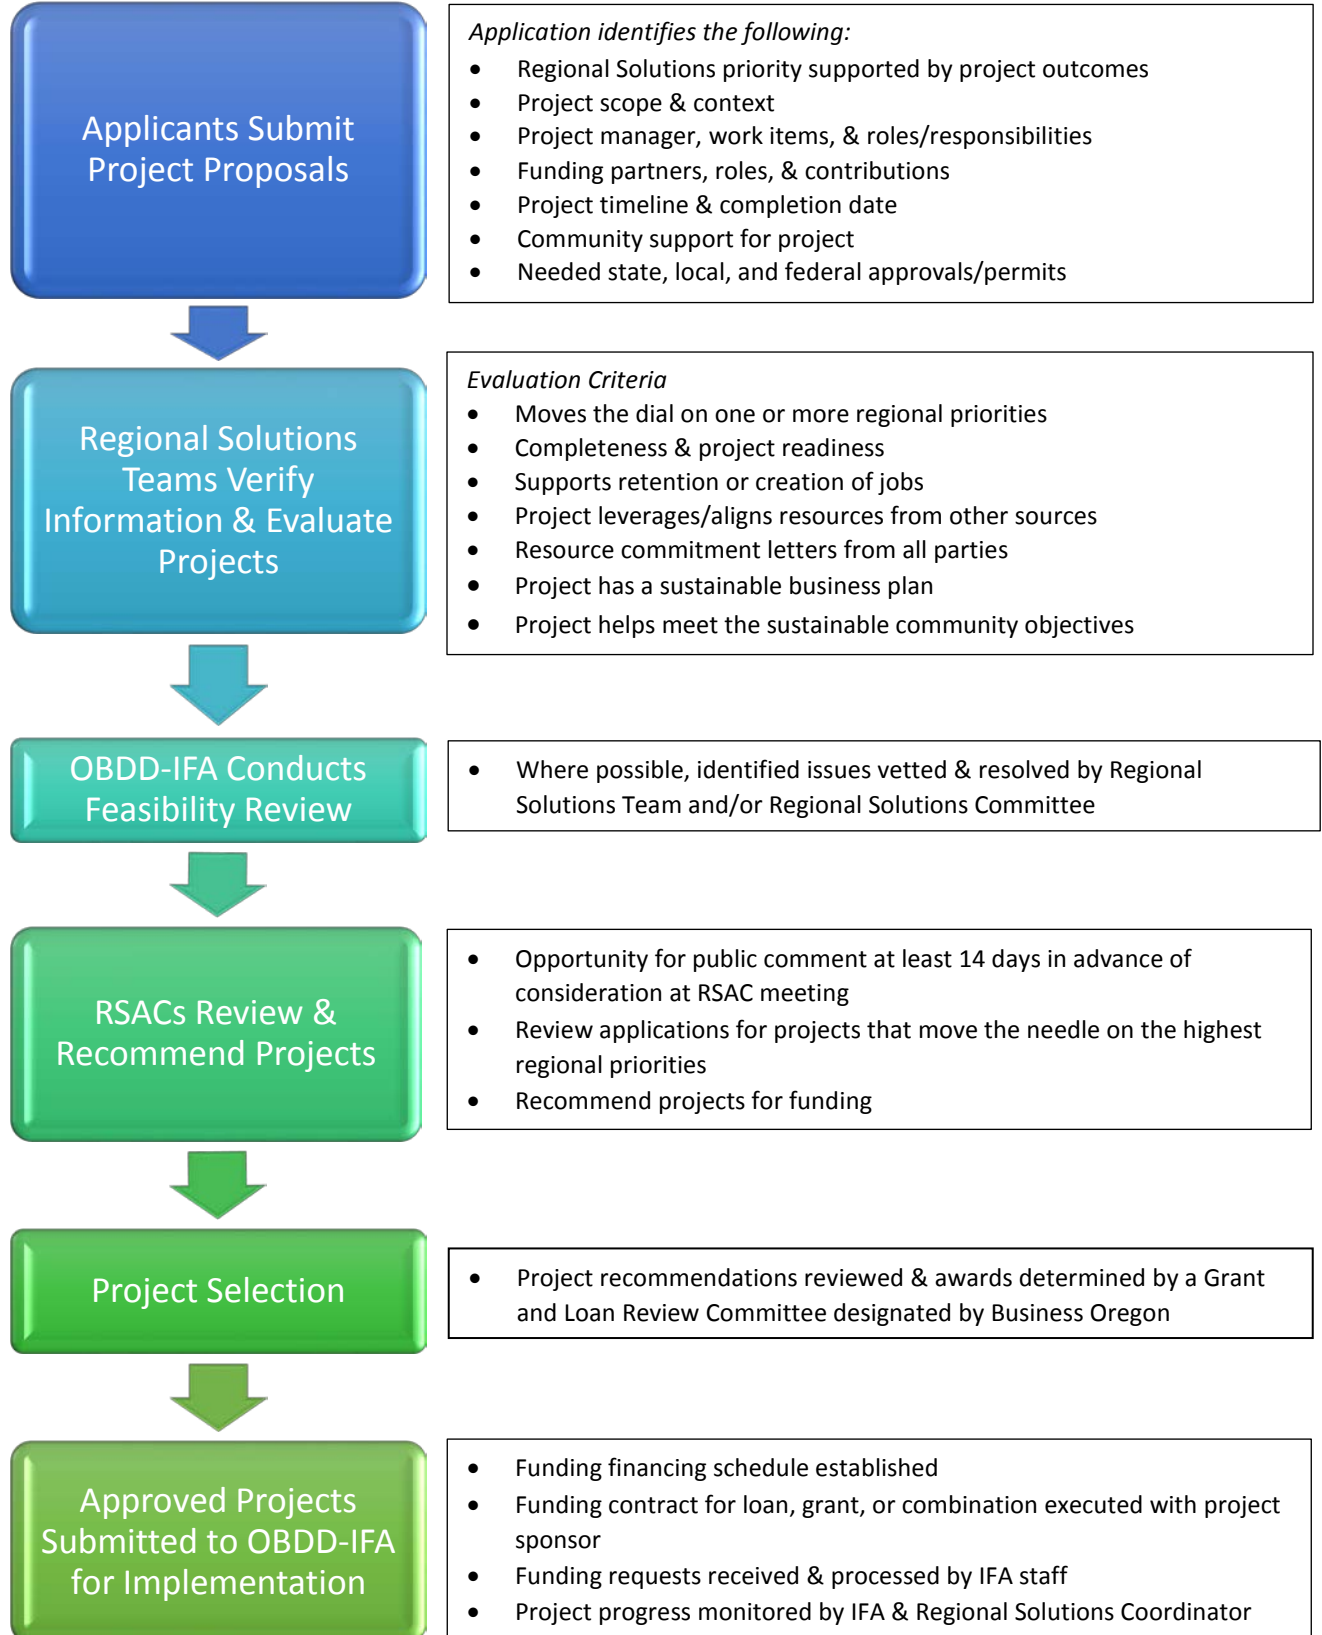 Applicants Submit
Project Proposals
Application identifies the following:
• Regional Solutions priority supported by project outcomes
• Project scope & context
• Project manager, work items, & roles/responsibilities
• Funding partners, roles, & contributions
• Project timeline & completion date
• Community support for project
• Needed state, local, and federal approvals/permits
Regional Solutions
Teams Verify
Information & Evaluate
Projects
Evaluation Criteria
• Moves the dial on one or more regional priorities
• Completeness & project readiness
• Supports retention or creation of jobs
• Project leverages/aligns resources from other sources
• Resource commitment letters from all parties
• Project has a sustainable business plan
• Project helps meet the sustainable community objectives
OBDD-IFA Conducts
Feasibility Review
• Where possible, identified issues vetted & resolved by Regional
Solutions Team and/or Regional Solutions Committee
RSACs Review &
Recommend Projects
• Opportunity for public comment at least 14 days in advance of
consideration at RSAC meeting
• Review applications for projects that move the needle on the highest
regional priorities
• Recommend projects for funding
Project Selection
• Project recommendations reviewed & awards determined by a Grant
and Loan Review Committee designated by Business Oregon
Approved Projects
Submitted to OBDD-IFA
for Implementation
• Funding financing schedule established
• Funding contract for loan, grant, or combination executed with project
sponsor
• Funding requests received & processed by IFA staff
• Project progress monitored by IFA & Regional Solutions Coordinator